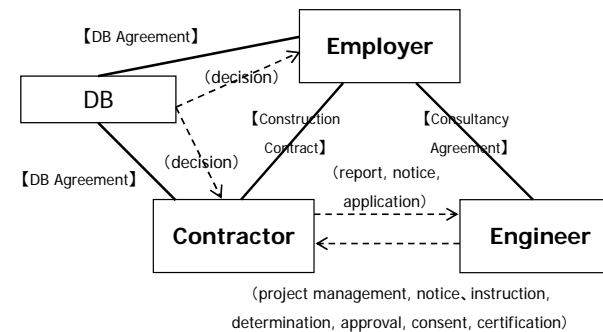 【DB Agreement】
Employer
(decision)
DB
【Construction
Contract】
【Consultancy
Agreement】
(decision)
【DB Agreement】
(report, notice,
application)
Contractor
Engineer
(project management, notice、instruction,
determination, approval, consent, certification)